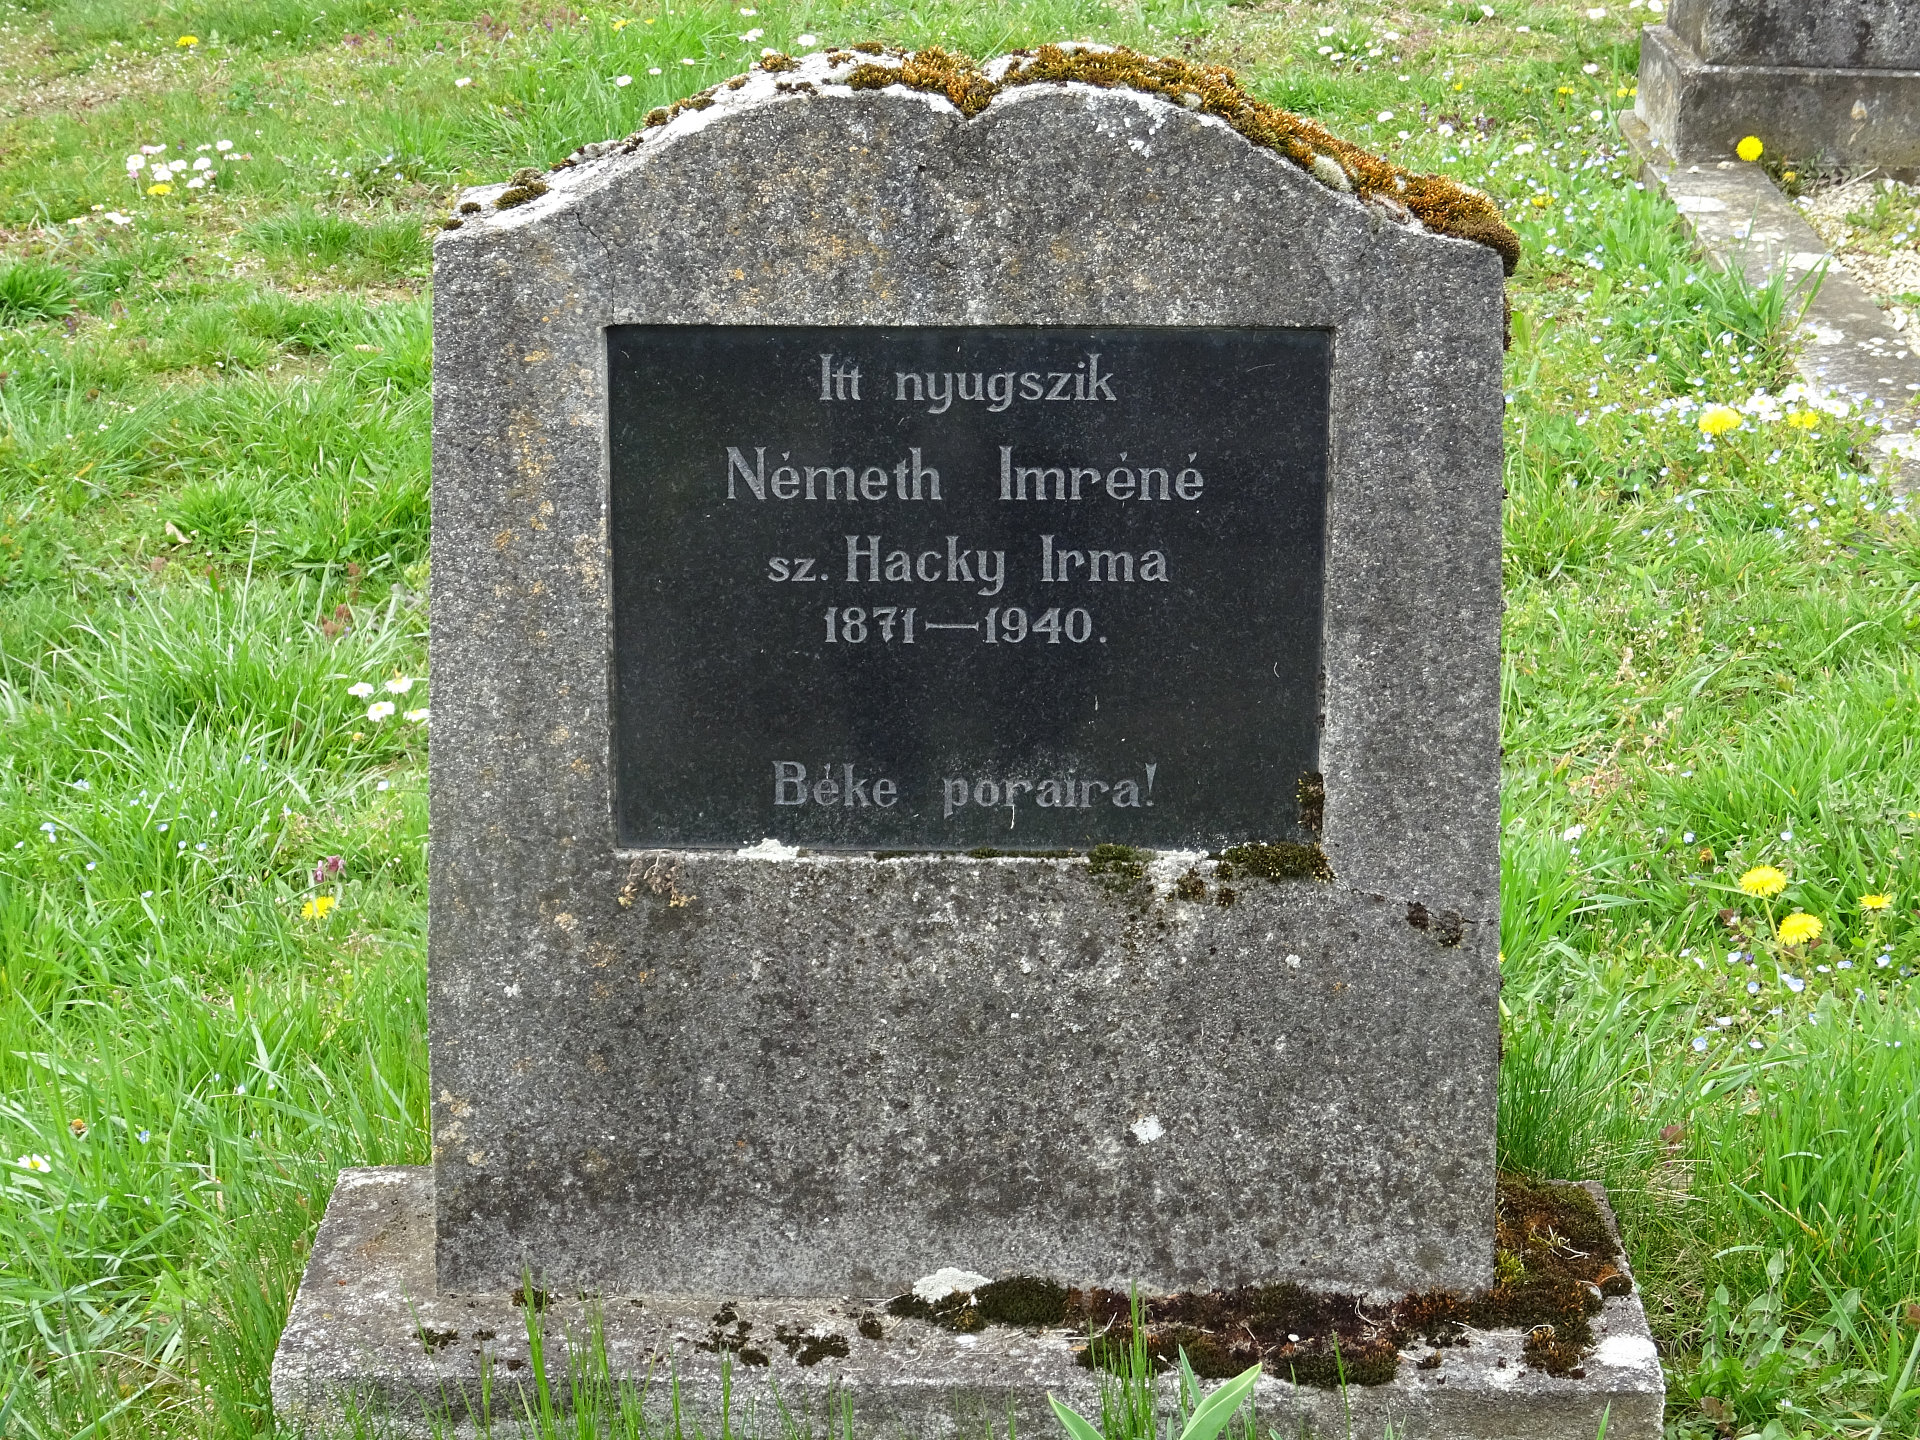 Itt nyugszik
Németh Imréné
sz. Hacky Irma
1871—1940.
Béke poraira!